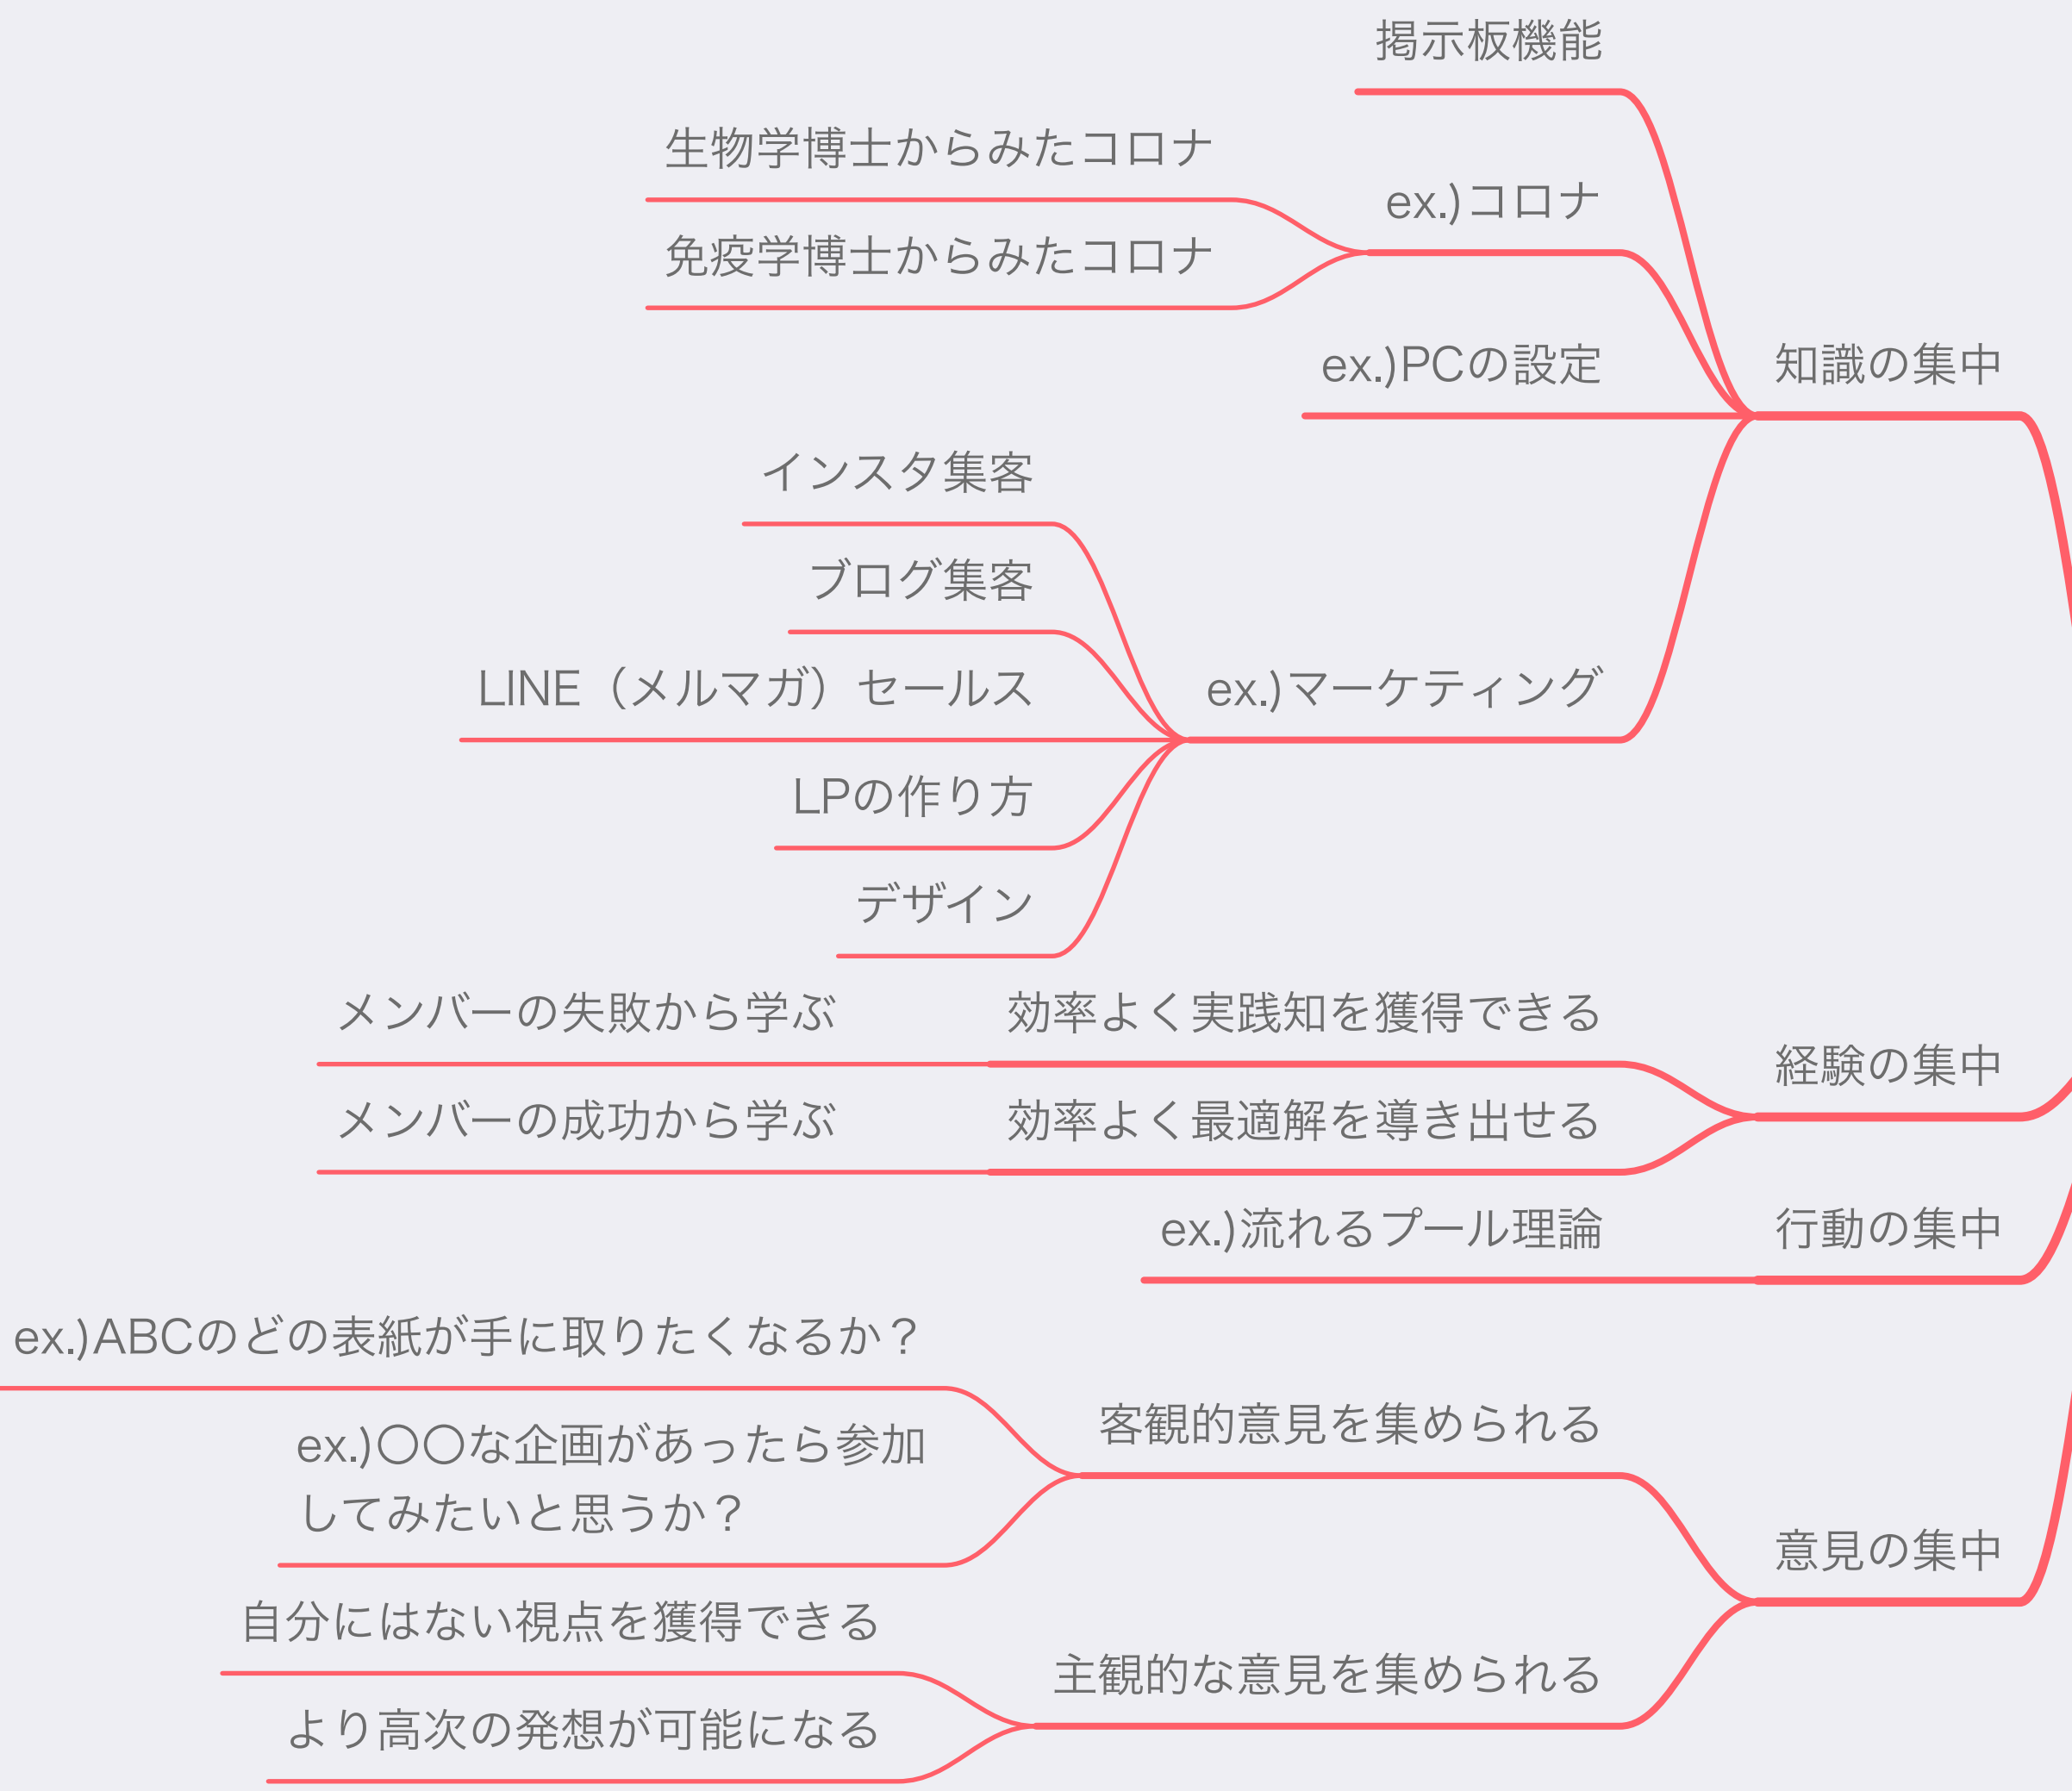 掲示板機能
生物学博士からみたコロナ
ex.)コロナ
免疫学博士からみたコロナ
ex.)PCの設定
知識の集中
インスタ集客
ブログ集客
LINE（メルマガ）セールス
ex.)マーケティング
LPの作り方
デザイン
メンバーの失敗から学ぶ
効率よく実践知を獲得できる
経験の集中
メンバーの成功から学ぶ
効率よく最適解を導き出せる
ex.)流れるプール理論
行動の集中
ex.)ABCのどの表紙が手に取りたくなるか？
客観的意見を集められる
ex.)〇〇な企画があったら参加
してみたいと思うか？
意見の集中
自分にはない視点を獲得できる
主観的な意見を集められる
より高次の発想が可能になる